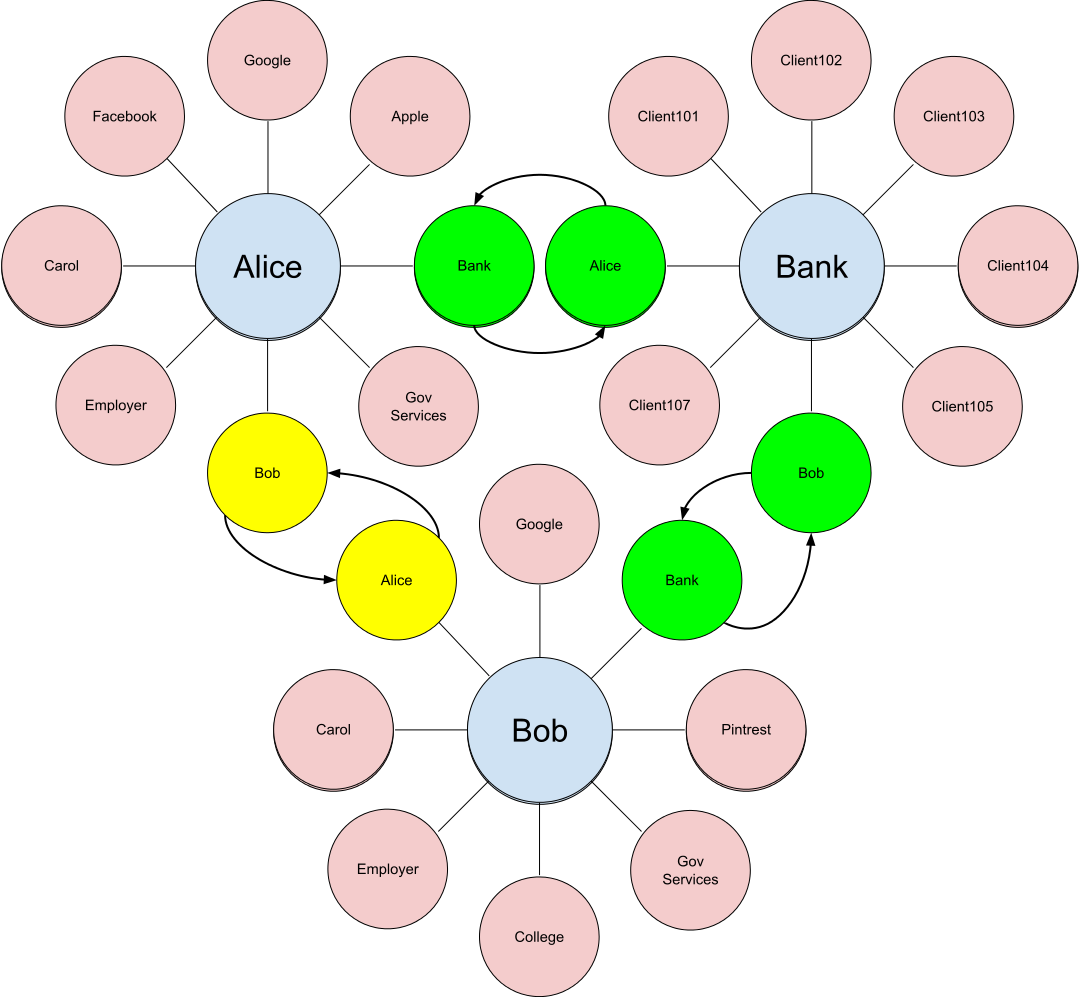 Google
Client102
Facebook
Apple
Client101
Client103
Carol
Alice
Bank
Alice
Bank
Client104
Employer
Gov
Services
Client107
Client105
Bob
Bob
Google
Alice
Bank
Carol
Bob
Pintrest
Employer
Gov
Services
College